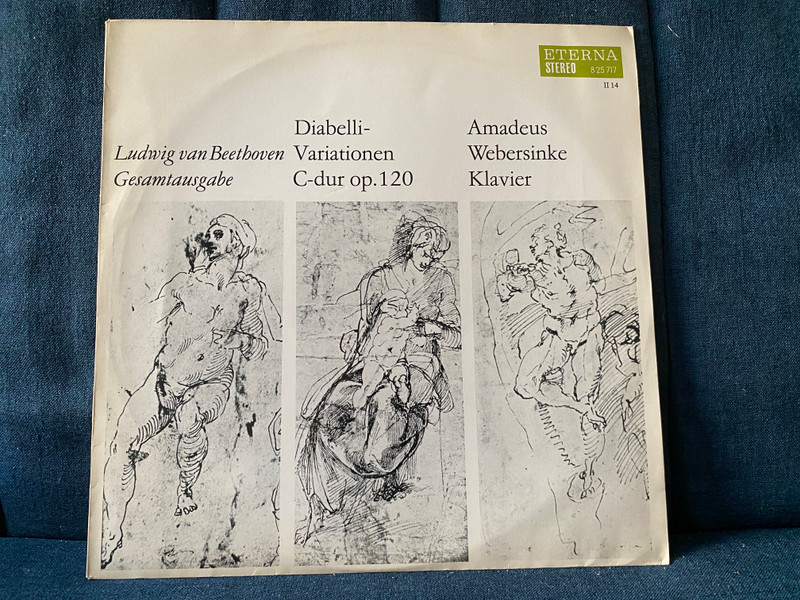 ETERNA
STEREO 8 25 717
II 14
Ludwig van Beethoven
Gesamtausgabe
Diabelli-
Variationen
C-dur op.120
Amadeus
Webersinke
Klavier